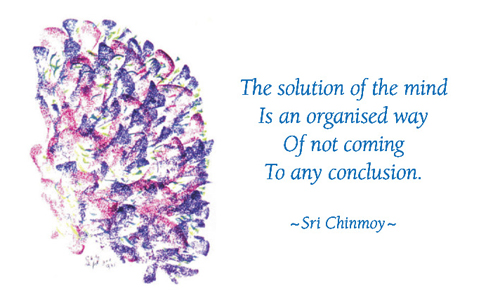 The solution of the mind
Is an organised way
Of not coming
To any conclusion.
~Sri Chinmoy~